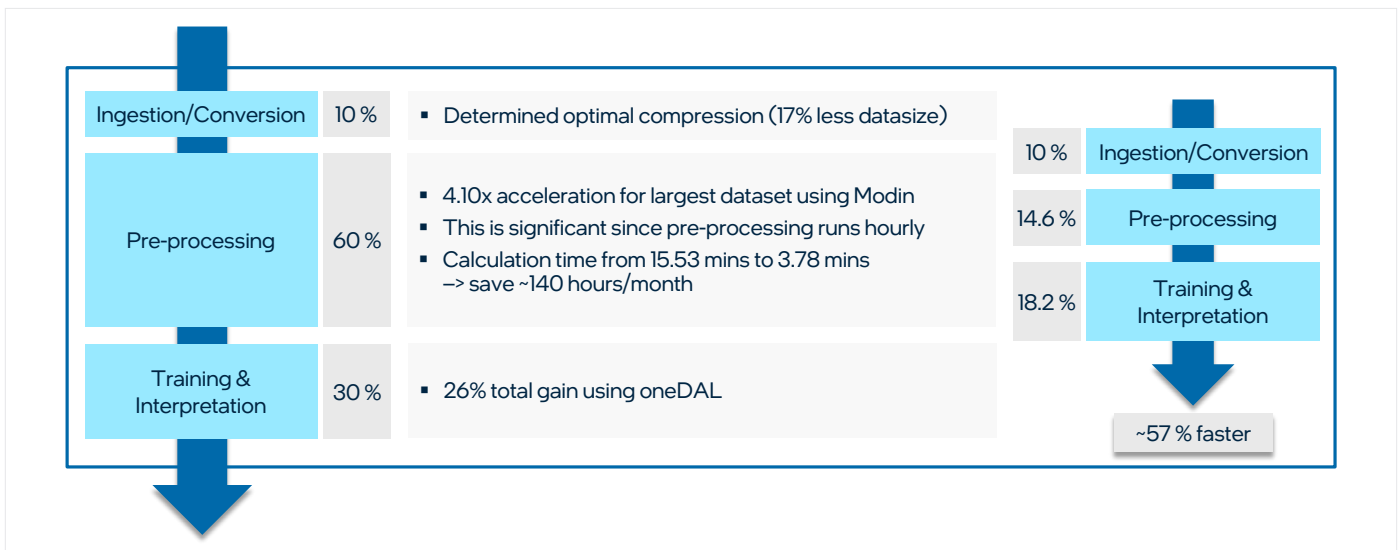 Ingestion/Conversion
10 %
▪ Determined optimal compression (17% less datasize)
Pre-processing
60 %
▪ 4.10x acceleration for largest dataset using Modin
▪ This is significant since pre-processing runs hourly
▪ Calculation time from 15.53 mins to 3.78 mins
–> save ~140 hours/month
Training &
Interpretation
30 %
▪ 26% total gain using oneDAL
10 %
Ingestion/Conversion
14.6 %
Pre-processing
18.2 %
Training &
Interpretation
~57 % faster